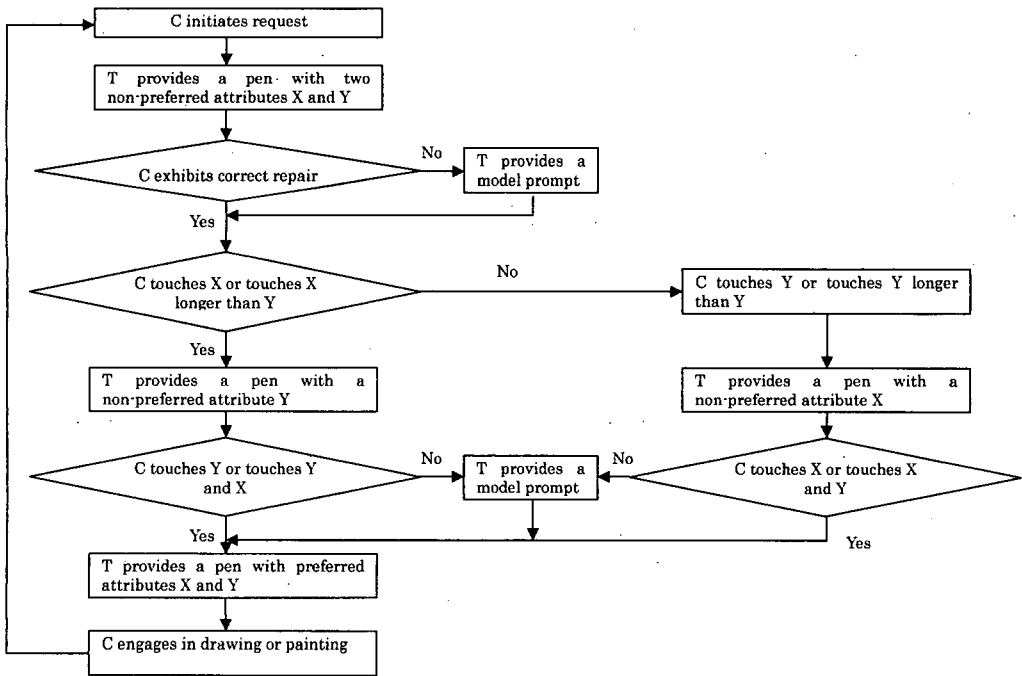 C initiates request
T provides a pen with two
non-preferred attributes X and Y
C exhibits correct repair
No
T provides a
model prompt
Yes
C touches X or touches X
longer than Y
No
C touches Y or touches Y longer
than Y
Yes
T provides a pen with a
non-preferred attribute Y
T provides a pen with a
non-preferred attribute X
C touches Y or touches Y
and X
No
T provides a
model prompt
No
C touches X or touches X
and Y
Yes
Yes
T provides a pen with preferred
attributes X and Y
C engages in drawing or painting